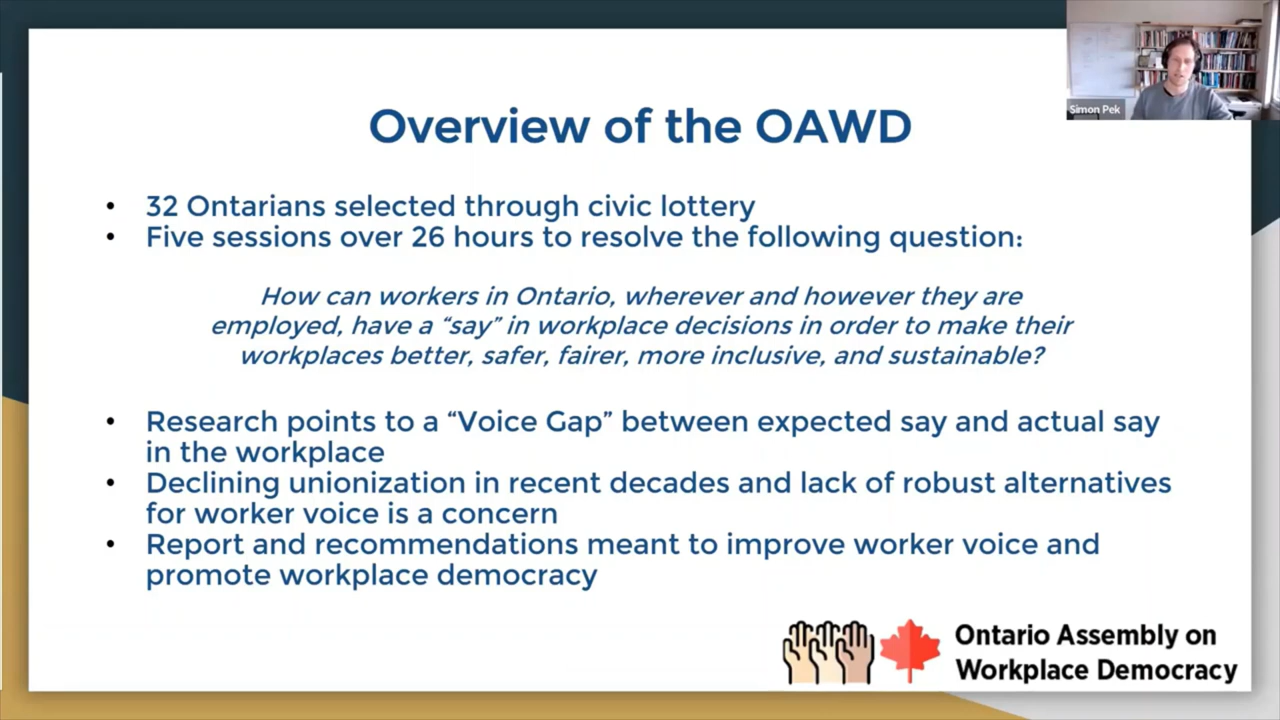 Simon Pek
Overview of the OAWD
• 32 Ontarians selected through civic lottery
• Five sessions over 26 hours to resolve the following question:
How can workers in Ontario, wherever and however they are
employed, have a “say” in workplace decisions in order to make their
workplaces better, safer, fairer, more inclusive, and sustainable?
• Research points to a “Voice Gap” between expected say and actual say
in the workplace
• Declining unionization in recent decades and lack of robust alternatives
for worker voice is a concern
• Report and recommendations meant to improve worker voice and
promote workplace democracy
Ontario Assembly on
Workplace Democracy